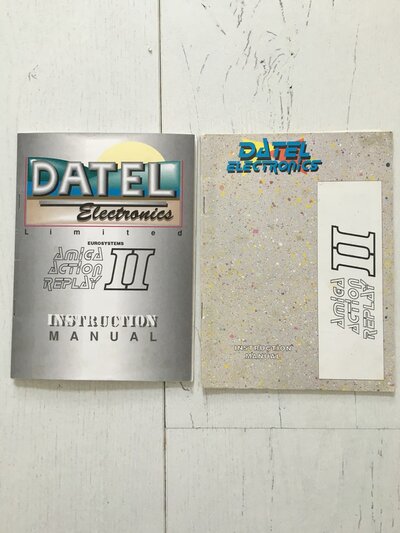 DATEL
Electronics
Limited
EUROSYSTEMS
AMIGA
ACTION
REPLAY
II
INSTRUCTION
MANUAL
DATEL
ELECTRONICS
AMIGA
ACTION
REPLAY
II
INSTRUCTION
MANUAL